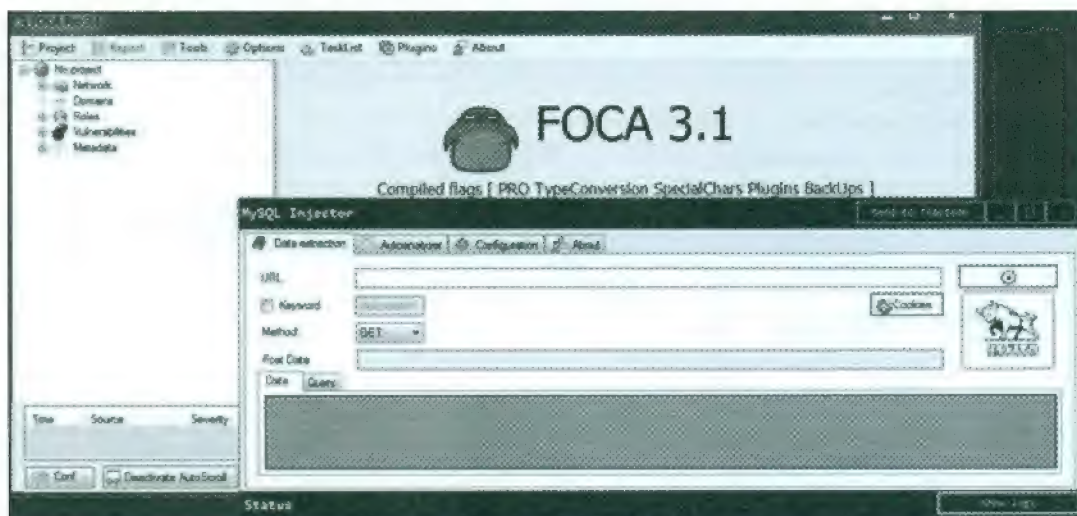 Project Report Tools Options TaskList Plugins About
No project
Network
Domains
Roles
Vulnerabilities
Metadata
FOCA 3.1
Compiled flags [ PRO TypeConversion SpecialChars Plugins BackUps ]
MySQL Injector
Data extraction Configuration About
URL
Keyword Cookies
Method: GET
Post Data
Data Query
Time Source Severity
Conf Deactivate AutoScroll
Status